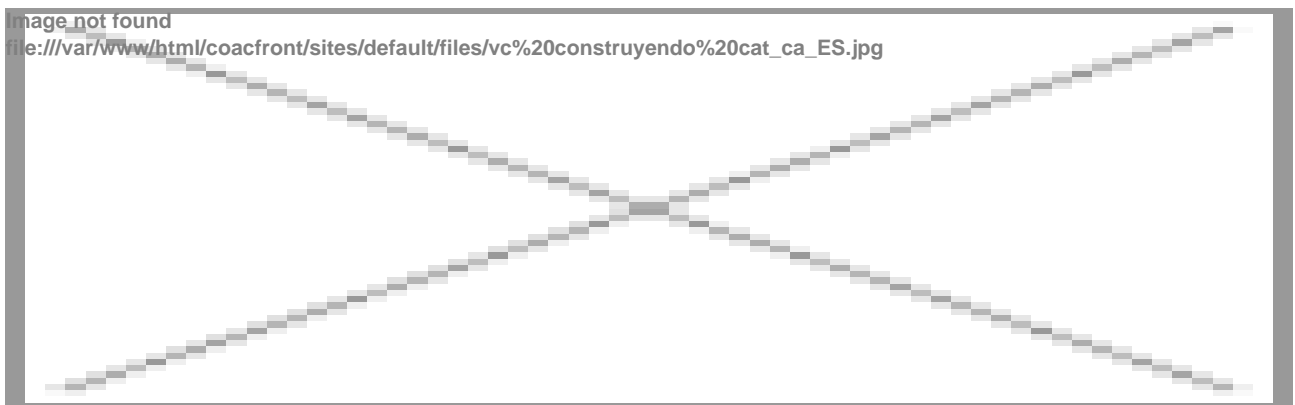 Image not found
file:///var/www/html/coacfront/sites/default/files/vc%20construyendo%20cat_ca_ES.jpg